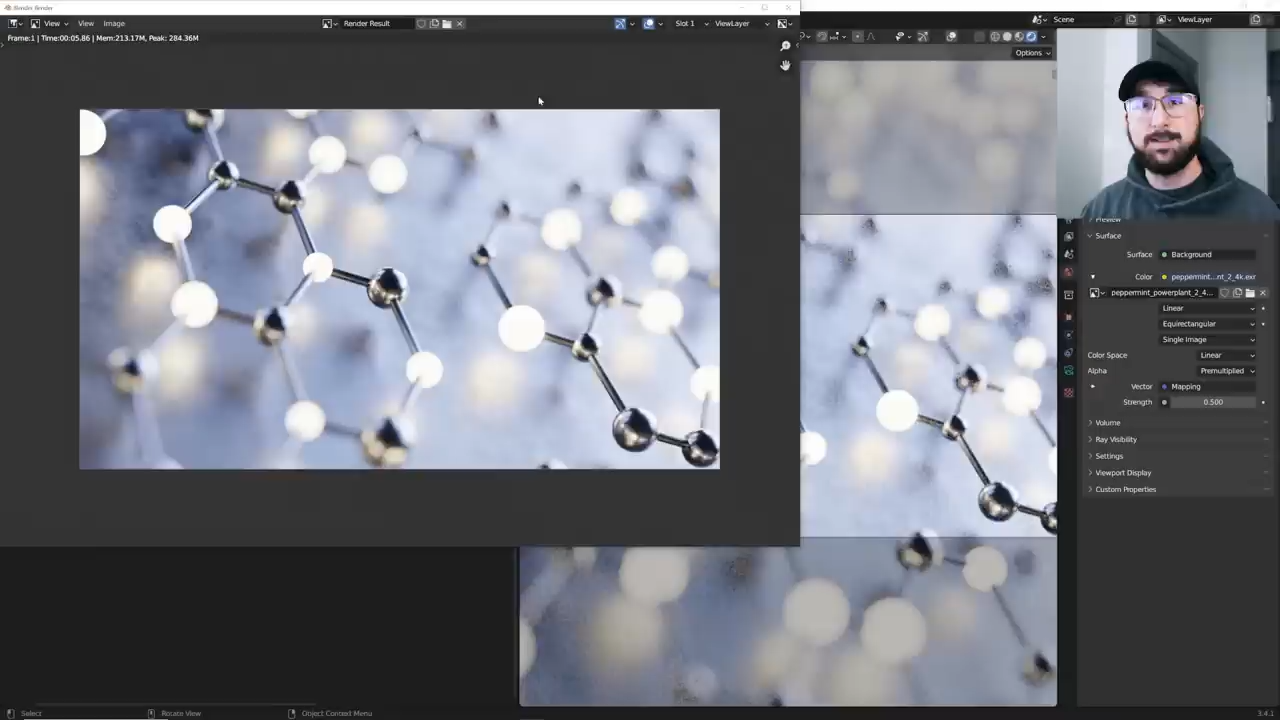 Blender Render
View
View
Image
Render Result
Slot 1
ViewLayer
Frame:1 | Time:00:05.86 | Mem:213.17M, Peak: 284.36M
Scene
ViewLayer
Options
Preview
Surface
Surface
Background
Color
peppermint...nt_2_4k.exr
peppermint_powerplant_2_4...
Linear
Equirectangular
Single Image
Color Space
Linear
Alpha
Premultiplied
Vector
Mapping
Strength
0.500
Volume
Ray Visibility
Settings
Viewport Display
Custom Properties
Select
Rotate View
Object Context Menu
3.4.1